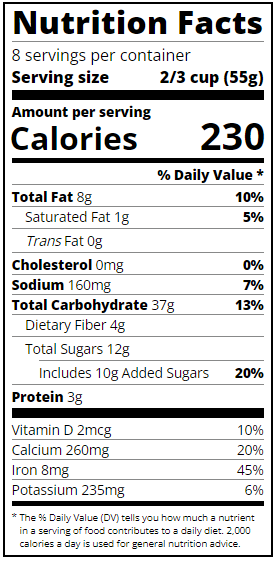 Nutrition Facts
8 servings per container
Serving size 2/3 cup (55g)
Amount per serving
Calories 230
% Daily Value *
Total Fat 8g 10%
Saturated Fat 1g 5%
Trans Fat 0g
Cholesterol 0mg 0%
Sodium 160mg 7%
Total Carbohydrate 37g 13%
Dietary Fiber 4g
Total Sugars 12g
Includes 10g Added Sugars 20%
Protein 3g
Vitamin D 2mcg 10%
Calcium 260mg 20%
Iron 8mg 45%
Potassium 235mg 6%
* The % Daily Value (DV) tells you how much a nutrient
in a serving of food contributes to a daily diet. 2,000
calories a day is used for general nutrition advice.